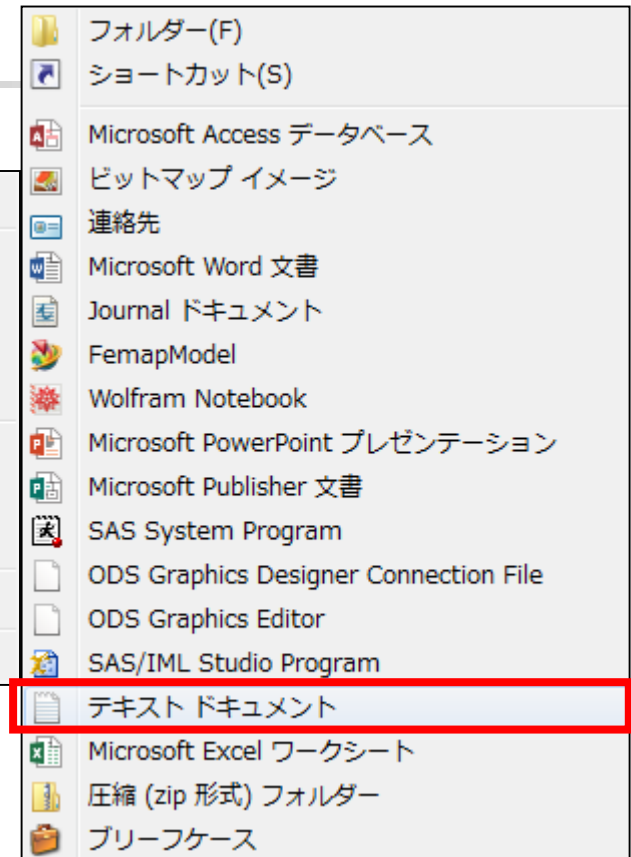 フォルダー(F)
ショートカット(S)
Microsoft Access データベース
ビットマップ イメージ
連絡先
Microsoft Word 文書
Journal ドキュメント
FemapModel
Wolfram Notebook
Microsoft PowerPoint プレゼンテーション
Microsoft Publisher 文書
SAS System Program
ODS Graphics Designer Connection File
ODS Graphics Editor
SAS/IML Studio Program
テキスト ドキュメント
Microsoft Excel ワークシート
圧縮 (zip 形式) フォルダー
ブリーフケース